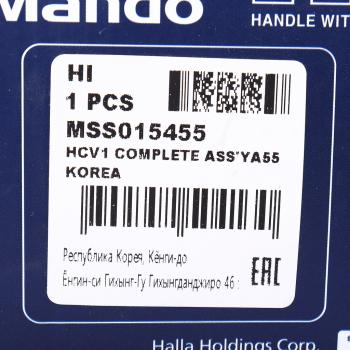 Mando
HANDLE WIT
HI
1 PCS
MSS015455
HCV1 COMPLETE ASS'YA55
KOREA
Республика Корея, Кёнги-до
Ёнгин-си Гихынг-Гу Гихынгданджиро 46 :
EAC
Halla Holdings Corp.